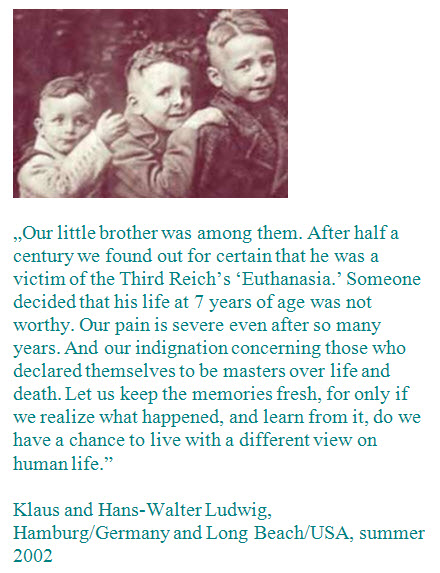 „Our little brother was among them. After half a
century we found out for certain that he was a
victim of the Third Reich’s ‘Euthanasia.’ Someone
decided that his life at 7 years of age was not
worthy. Our pain is severe even after so many
years. And our indignation concerning those who
declared themselves to be masters over life and
death. Let us keep the memories fresh, for only if
we realize what happened, and learn from it, do we
have a chance to live with a different view on
human life.”
Klaus and Hans-Walter Ludwig,
Hamburg/Germany and Long Beach/USA, summer
2002